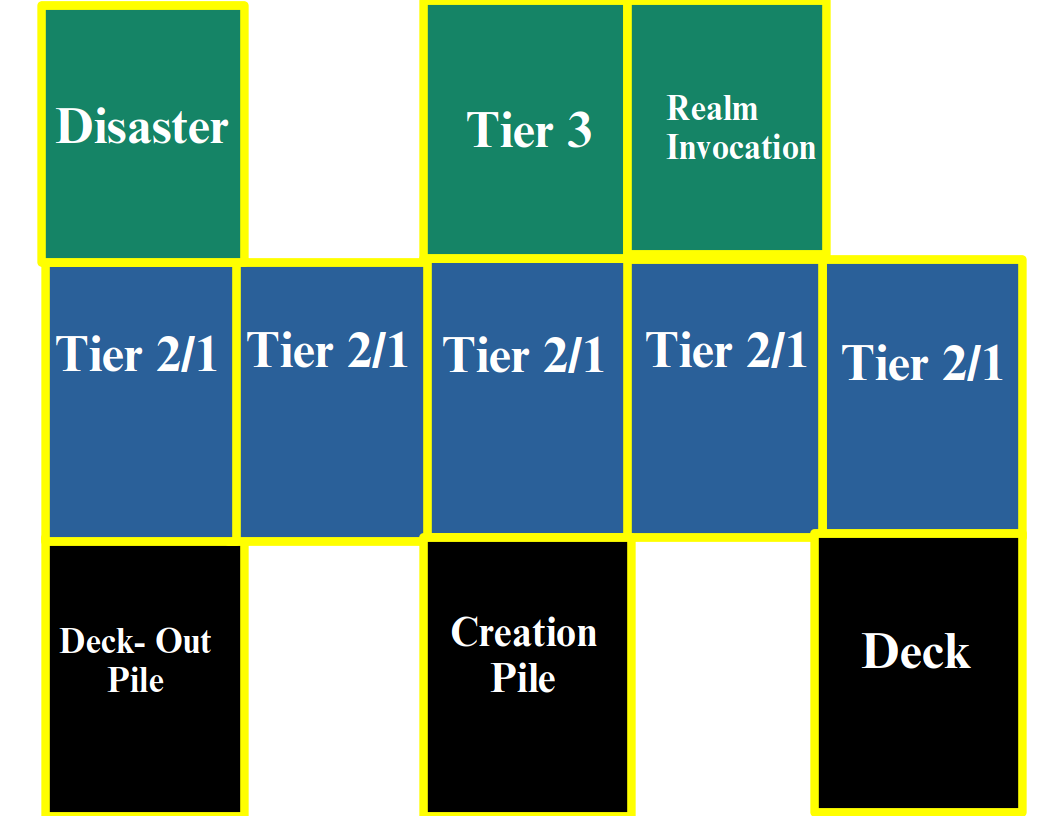 Disaster
Tier 3
Realm
Invocation
Tier 2/1
Tier 2/1
Tier 2/1
Tier 2/1
Tier 2/1
Deck- Out
Pile
Creation
Pile
Deck